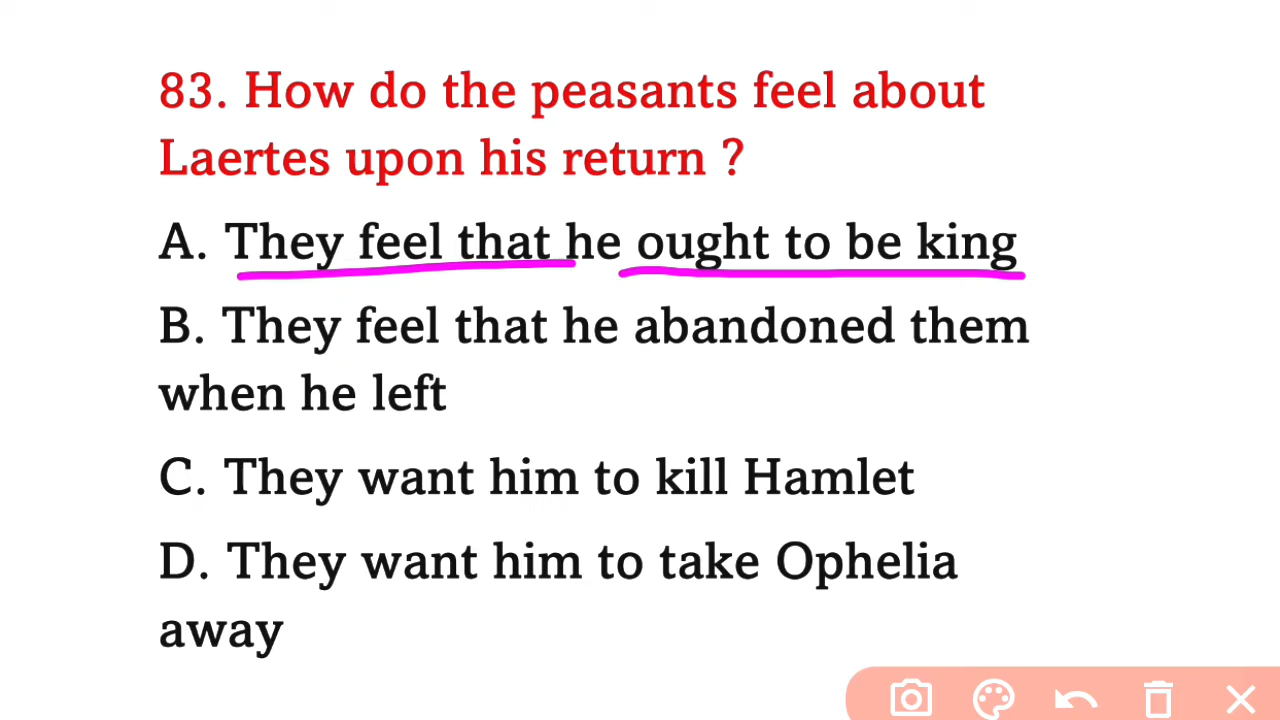 83. How do the peasants feel about
Laertes upon his return ?
A. They feel that he ought to be king
B. They feel that he abandoned them
when he left
C. They want him to kill Hamlet
D. They want him to take Ophelia
away